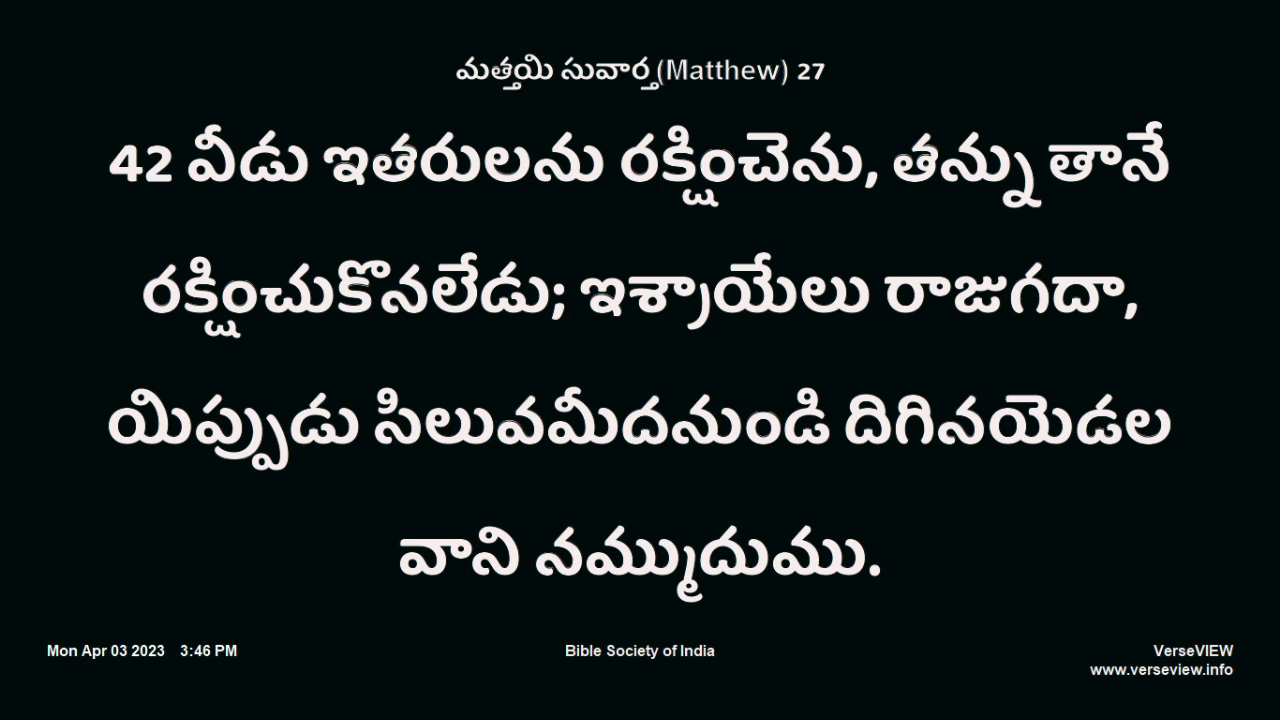 మత్తయి సువార్త(Matthew) 27
42 వీడు ఇతరులను రక్షించెను, తన్ను తానే
రక్షించుకొనలేడు; ఇశ్రాయేలు రాజుగదా,
యిప్పుడు సిలువమీదనుండి దిగినయెడల
వాని నమ్ముదుము.
Mon Apr 03 2023 3:46 PM
Bible Society of India
VerseVIEW
www.verseview.info